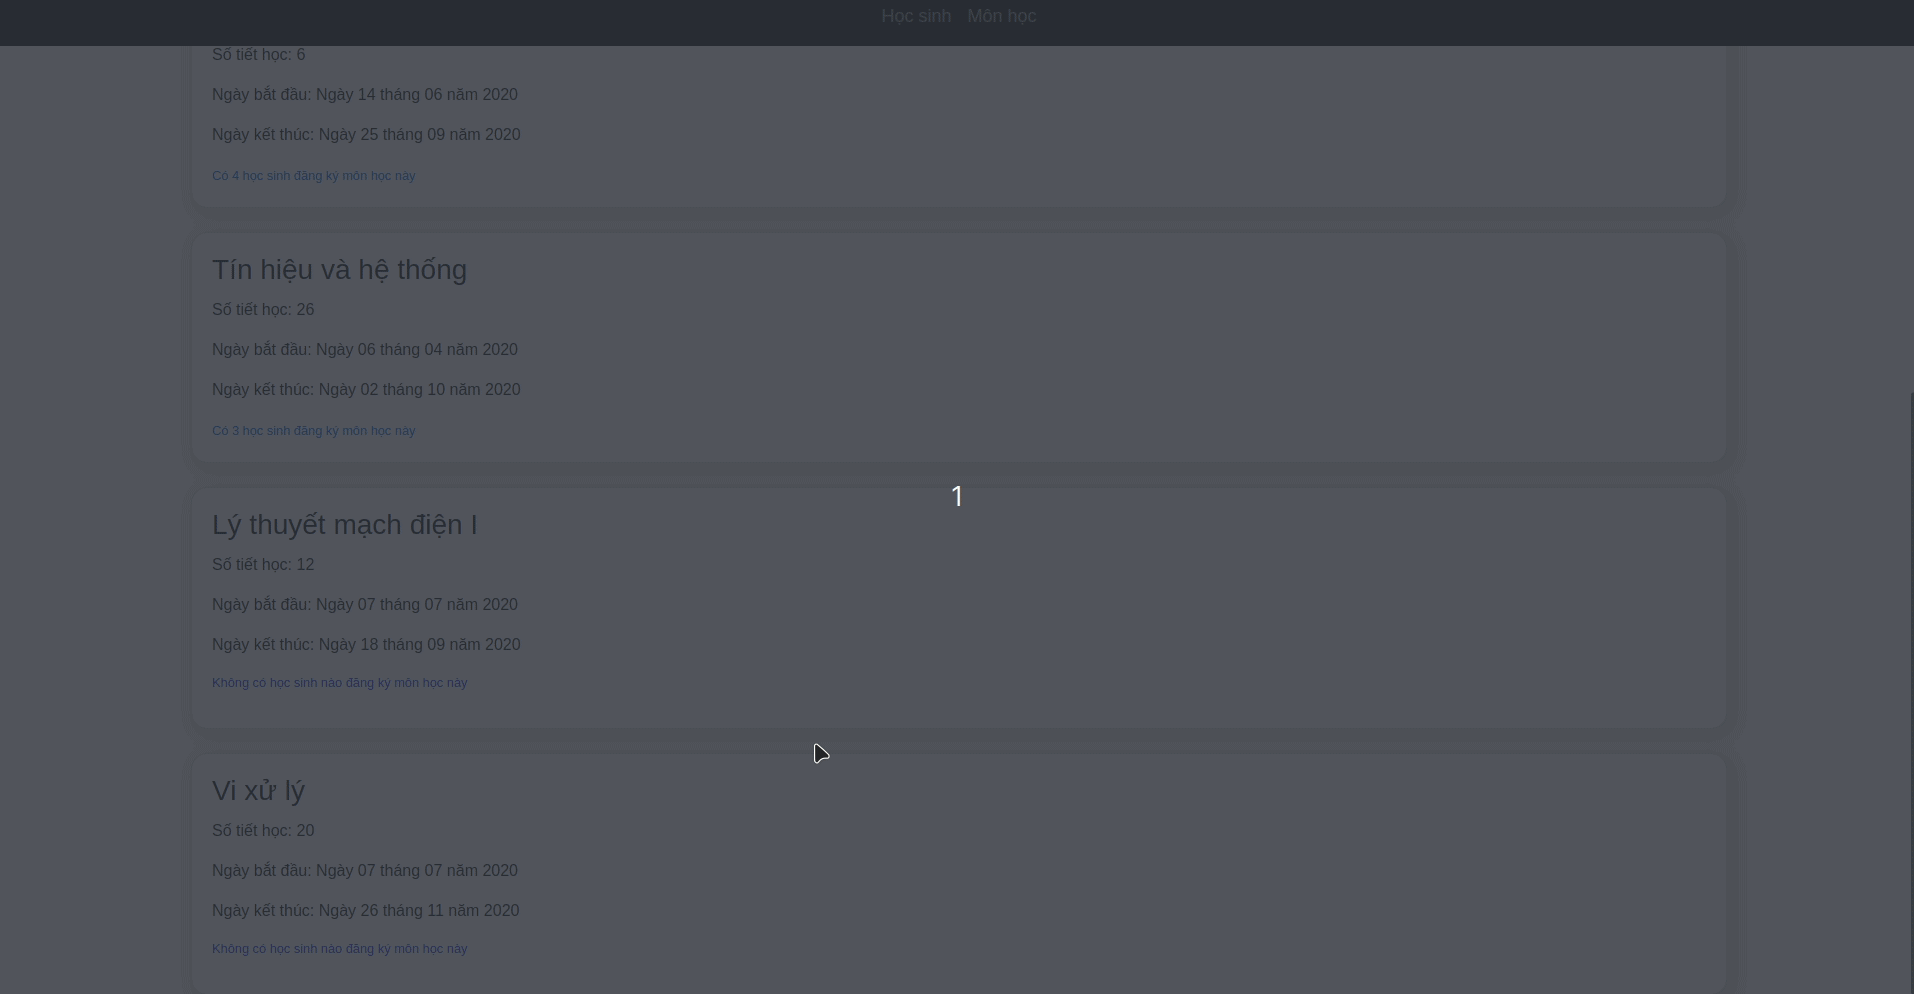 Học sinh Môn học
Số tiết học: 6
Ngày bắt đầu: Ngày 14 tháng 06 năm 2020
Ngày kết thúc: Ngày 25 tháng 09 năm 2020
Có 4 học sinh đăng ký môn học này
Tín hiệu và hệ thống
Số tiết học: 26
Ngày bắt đầu: Ngày 06 tháng 04 năm 2020
Ngày kết thúc: Ngày 02 tháng 10 năm 2020
Có 3 học sinh đăng ký môn học này
1
Lý thuyết mạch điện I
Số tiết học: 12
Ngày bắt đầu: Ngày 07 tháng 07 năm 2020
Ngày kết thúc: Ngày 18 tháng 09 năm 2020
Không có học sinh nào đăng ký môn học này
Vi xử lý
Số tiết học: 20
Ngày bắt đầu: Ngày 07 tháng 07 năm 2020
Ngày kết thúc: Ngày 26 tháng 11 năm 2020
Không có học sinh nào đăng ký môn học này